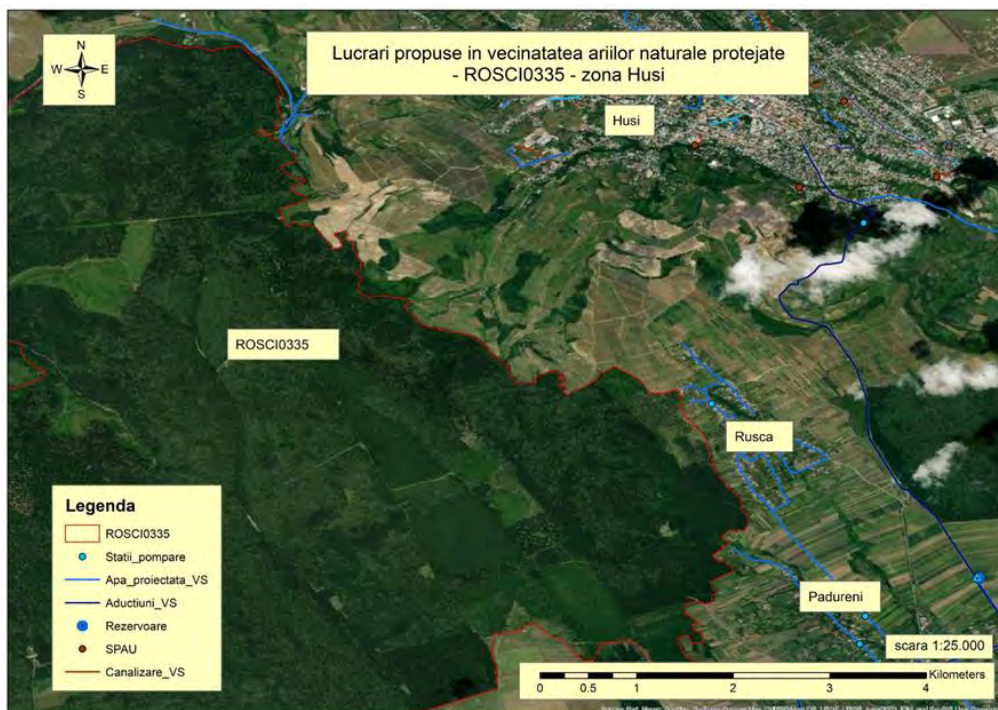 Lucrari propuse in vecinatatea ariilor naturale protejate
- ROSCI0335 - zona Husi
N
W E
S
Husi
ROSCI0335
Rusca
Padureni
Legenda
ROSCI0335
Statii_pompare
Apa_proiectata_VS
Aductiuni_VS
Rezervoare
SPAU
Canalizare_VS
scara 1:25.000
Kilometers
0 0.5 1 2 3 4